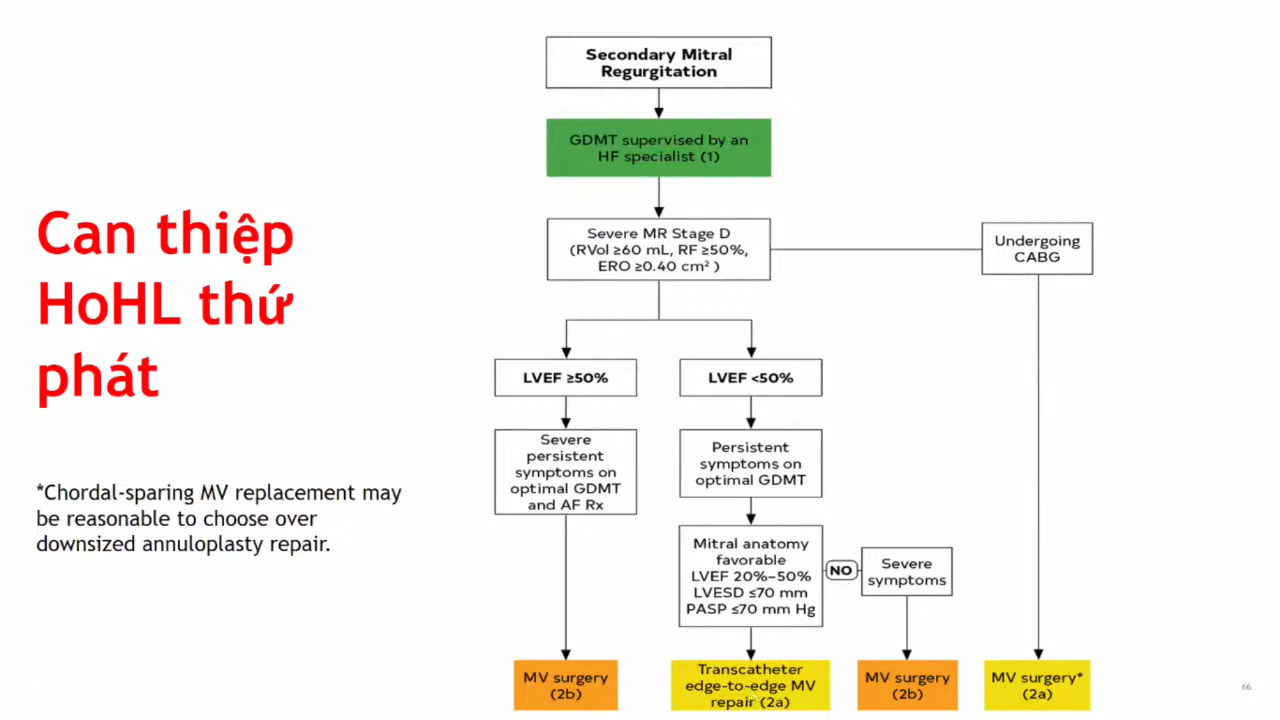 Can thiệp
HoHL thứ
phát
*Chordal-sparing MV replacement may
be reasonable to choose over
downsized annuloplasty repair.
Secondary Mitral
Regurgitation
GDMT supervised by an
HF specialist (1)
Severe MR Stage D
(RVol ≥60 mL, RF ≥50%,
ERO ≥0.40 cm² )
Undergoing
CABG
LVEF ≥50%
LVEF <50%
Severe
persistent
symptoms on
optimal GDMT
and AF Rx
Persistent
symptoms on
optimal GDMT
Mitral anatomy
favorable
LVEF 20%–50%
LVESD ≤70 mm
PASP ≤70 mm Hg
NO
Severe
symptoms
MV surgery
(2b)
Transcatheter
edge-to-edge MV
repair (2a)
MV surgery
(2b)
MV surgery*
(2a)
66